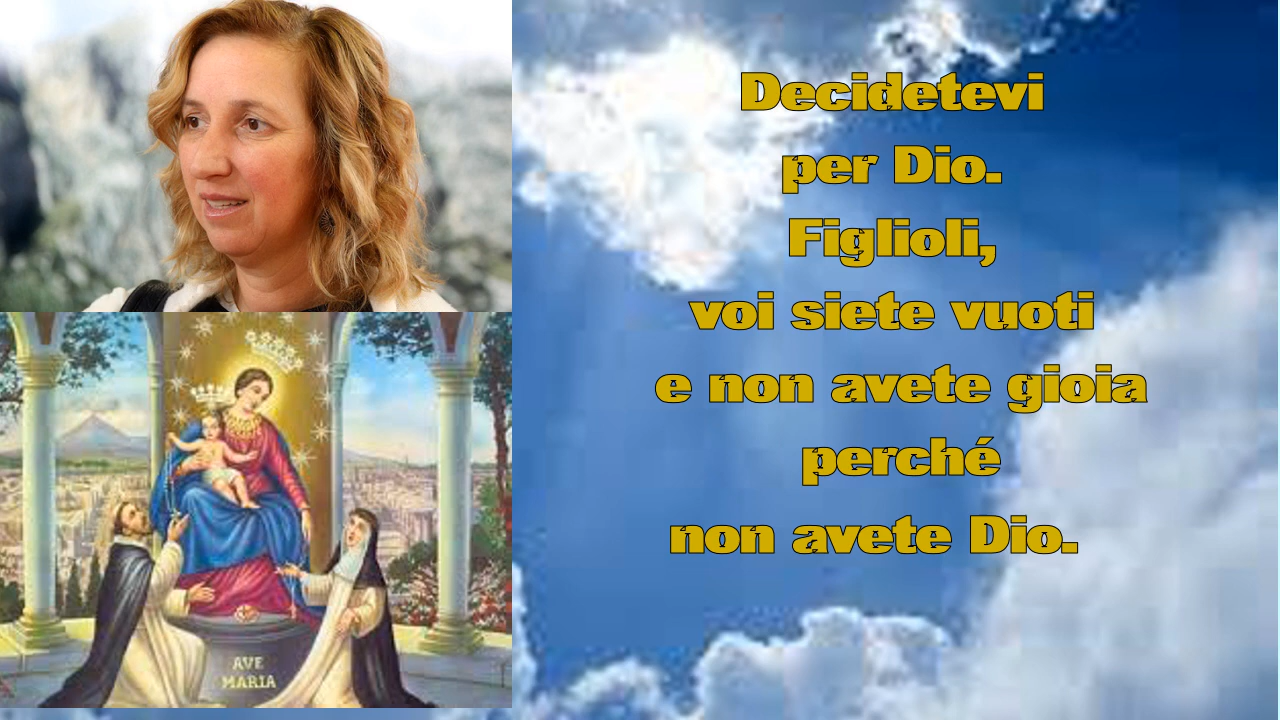 Decidetevi
per Dio.
Figlioli,
voi siete vuoti
e non avete gioia
perché
non avete Dio.
AVE
MARIA